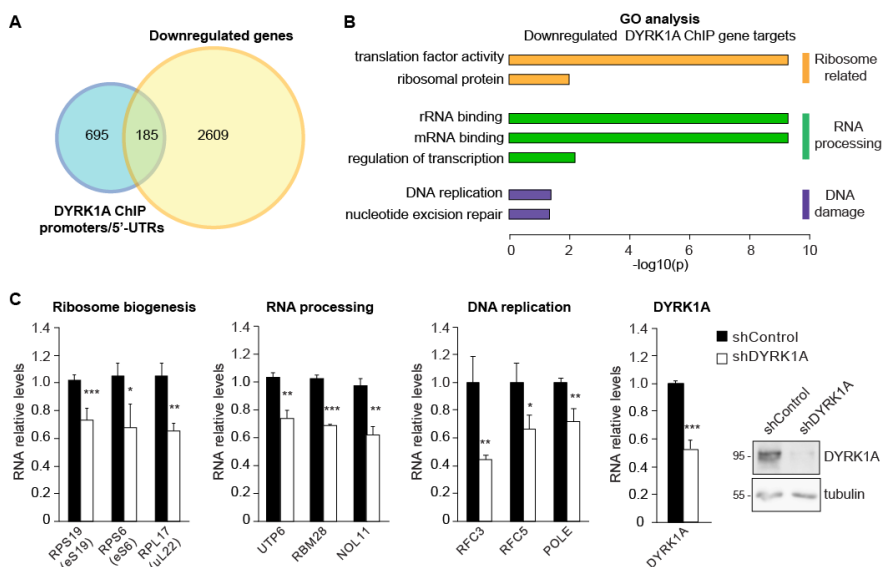 A
Downregulated genes
695
185
2609
DYRK1A ChIP
promoters/5'-UTRs
B
GO analysis
Downregulated DYRK1A ChIP gene targets
translation factor activity
ribosomal protein
Ribosome
related
rRNA binding
mRNA binding
regulation of transcription
RNA
processing
DNA replication
nucleotide excision repair
DNA
damage
0 2 4 6 8 10
-log10(p)
C
Ribosome biogenesis
RNA relative levels
1.4
1.2
1.0
0.8
0.6
0.4
0.2
0
***
*
**
RPS19
(eS19)
RPS6
(eS6)
RPL17
(uL22)
RNA processing
RNA relative levels
1.4
1.2
1.0
0.8
0.6
0.4
0.2
0
**
***
**
UTP6
RBM28
NOL11
DNA replication
RNA relative levels
1.4
1.2
1.0
0.8
0.6
0.4
0.2
0
**
*
**
RFC3
RFC5
POLE
DYRK1A
RNA relative levels
1.4
1.2
1.0
0.8
0.6
0.4
0.2
0
***
DYRK1A
shControl
shDYRK1A
shControl
shDYRK1A
95 -
DYRK1A
55 -
tubulin